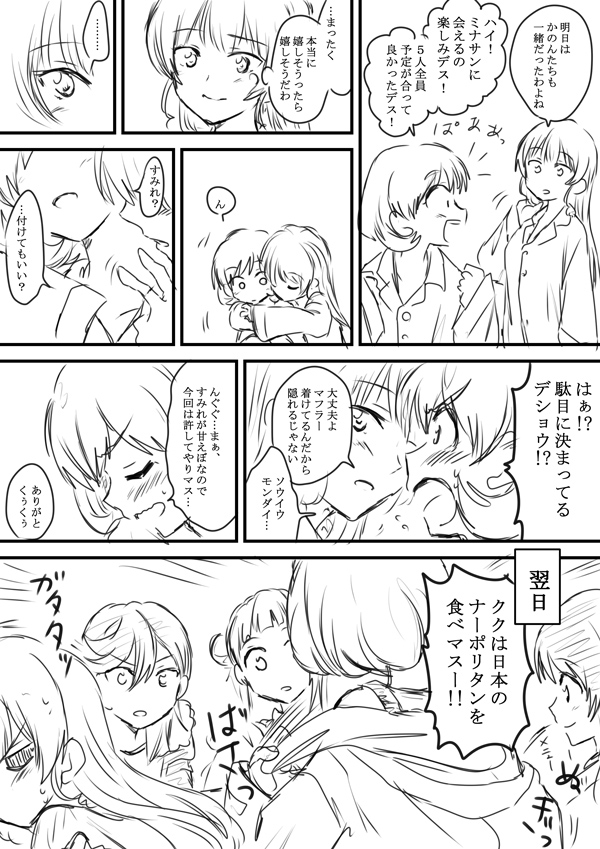 明日は
かのんたちも
一緒だったわよね
ハイ!
ミナサンに
会えるの
楽しみデス!
5人全員
予定が合って
良かったデス!
ぱああっ
…まったく
本当に
嬉しそうったら
嬉しそうだわ
………
ん
すみれ?
…付けてもいい?
はぁ!?
駄目に決まってる
デショウ!?
大丈夫よ
マフラー
着けてるんだから
隠れるじゃない
ソウイウ
モンダイ…
んぐぐ…まぁ、
すみれが甘えぼなので
今回は許してやりマス…
ありがと
くぅくぅ
翌日
ククは日本の
ナーポリタンを
食べマスー!!
ぬ
ギュッ
ばさっ
ガタタッ